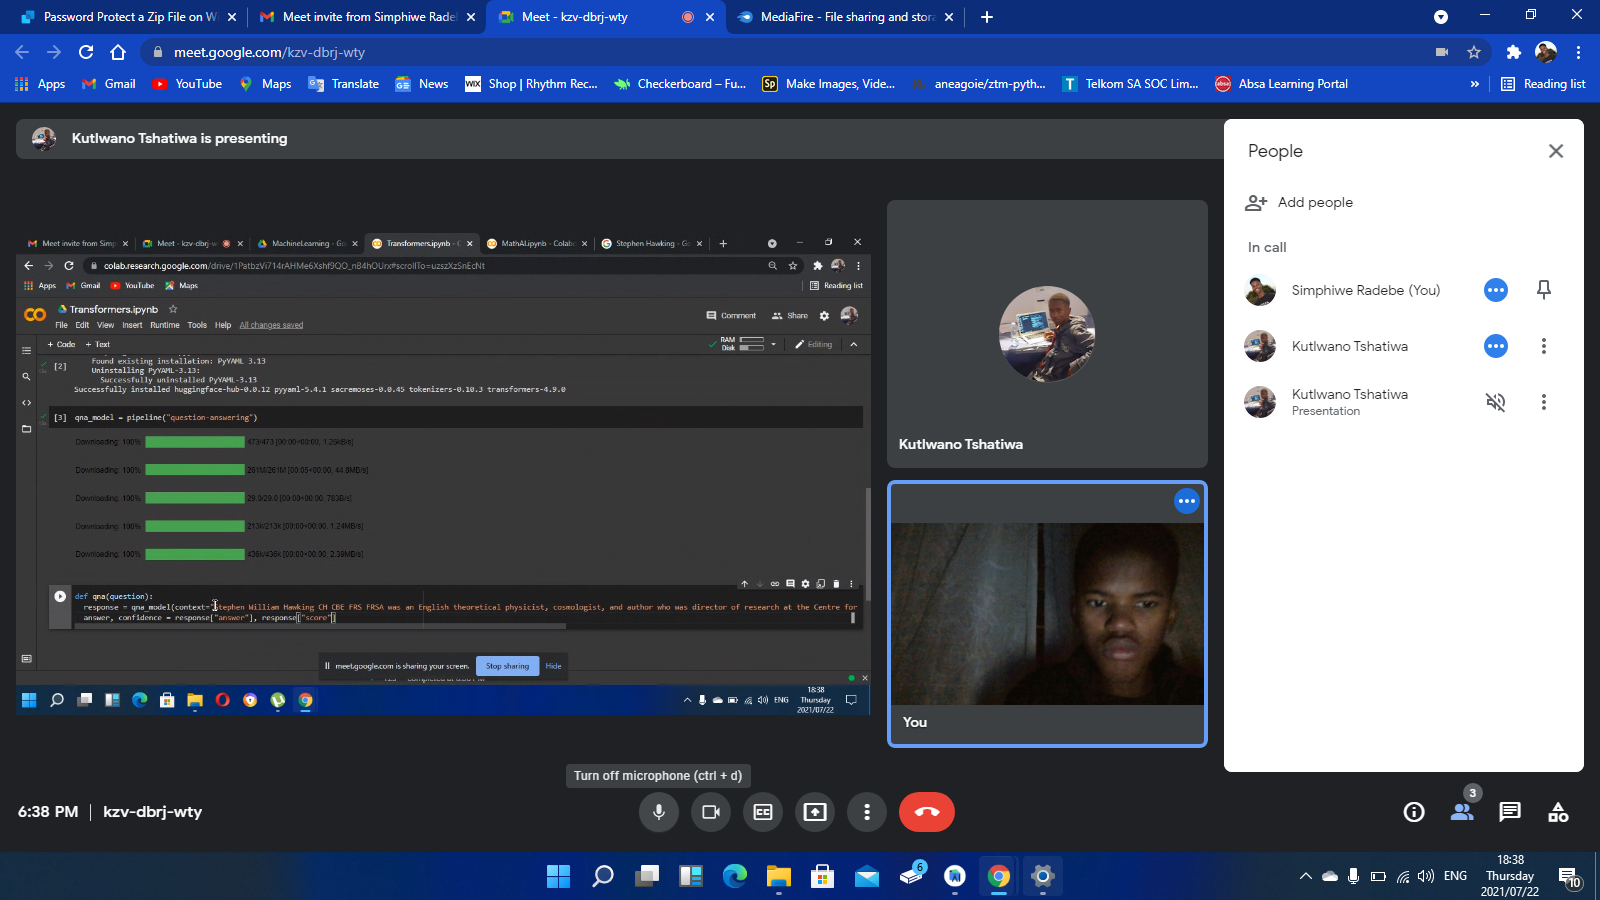 Password Protect a Zip File on W
Meet invite from Simphiwe Radel
Meet - kzv-dbrj-wty
MediaFire - File sharing and stora
meet.google.com/kzv-dbrj-wty
Apps
Gmail
YouTube
Maps
Translate
News
WIX
Shop | Rhythm Rec...
Checkerboard – Fu...
Sp
Make Images, Vide...
aneagoie/ztm-pyth...
T
Telkom SA SOC Lim...
Absa Learning Portal
»
Reading list
Kutlwano Tshatiwa is presenting
Meet invite from Simp
Meet - kzv-dbrj-w
MachineLearning - Go
Transformers.ipynb - C
MathAI.ipynb - Colabo
Stephen Hawking - Go
colab.research.google.com/drive/1PatbzVi714rAHMe6Xshf9QO_nB4hOUrx#scrollTo=uzszXzSnEcNt
Apps
Gmail
YouTube
Maps
Reading list
Transformers.ipynb
File Edit View Insert Runtime Tools Help All changes saved
Comment
Share
+ Code + Text
RAM
Disk
Editing
[2]
Found existing installation: PyYAML 3.13
Uninstalling PyYAML-3.13:
Successfully uninstalled PyYAML-3.13
Successfully installed huggingface-hub-0.0.12 pyyaml-5.4.1 sacremoses-0.0.45 tokenizers-0.10.3 transformers-4.9.0
[3] qna_model = pipeline("question-answering")
Downloading: 100% 473/473 [00:00<00:00, 1.26kB/s]
Downloading: 100% 261M/261M [00:05<00:00, 44.8MB/s]
Downloading: 100% 29.0/29.0 [00:00<00:00, 783B/s]
Downloading: 100% 213k/213k [00:00<00:00, 1.24MB/s]
Downloading: 100% 436k/436k [00:00<00:00, 2.39MB/s]
def qna(question):
response = qna_model(context="Stephen William Hawking CH CBE FRS FRSA was an English theoretical physicist, cosmologist, and author who was director of research at the Centre for
answer, confidence = response["answer"], response["score"]
meet.google.com is sharing your screen.
Stop sharing
Hide
ENG
18:38
Thursday
2021/07/22
Kutlwano Tshatiwa
You
People
Add people
In call
Simphiwe Radebe (You)
Kutlwano Tshatiwa
Kutlwano Tshatiwa
Presentation
Turn off microphone (ctrl + d)
6:38 PM | kzv-dbrj-wty
3
6
ENG
18:38
Thursday
2021/07/22
10